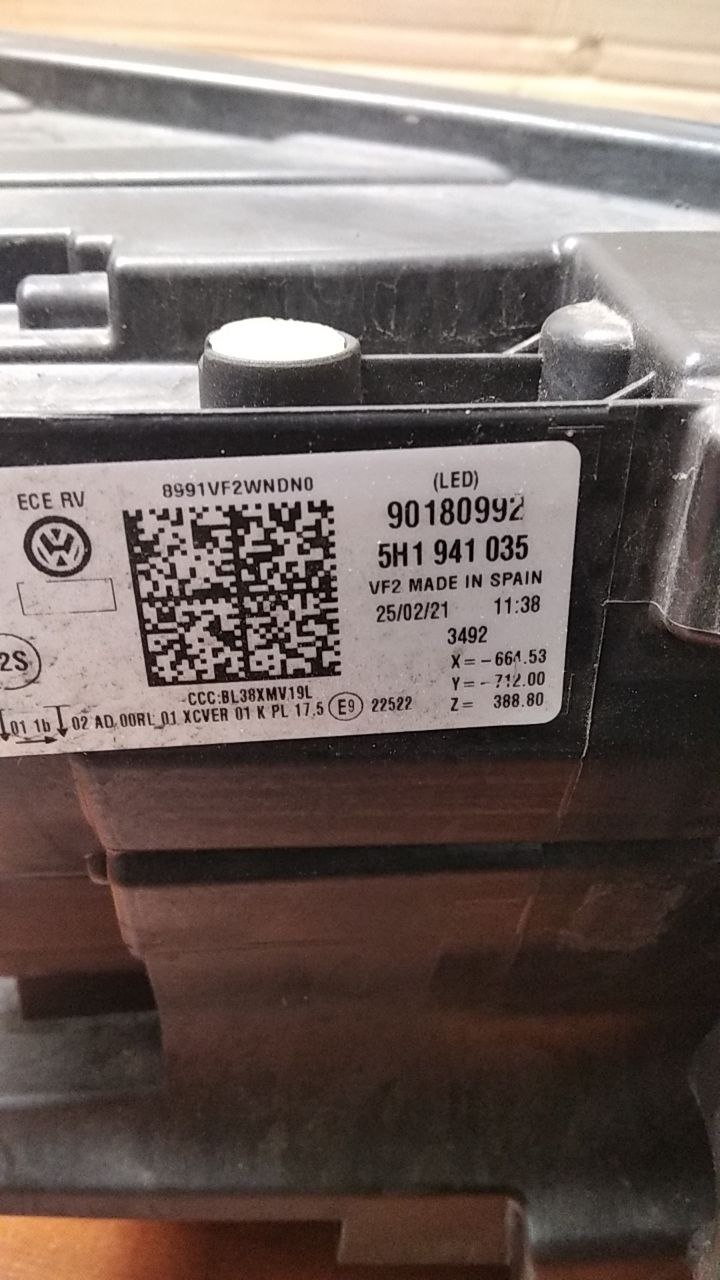 ECE RV
8991VF2WNDN0
(LED)
90180992
5H1 941 035
VF2 MADE IN SPAIN
25/02/21 11:38
3492
X=-664.53
Y=-712.00
Z= 388.80
2S
CCC:BL38XMV19L
01 1b 02 AD 00RL 01 XCVER 01 K PL 17,5 E9 22522